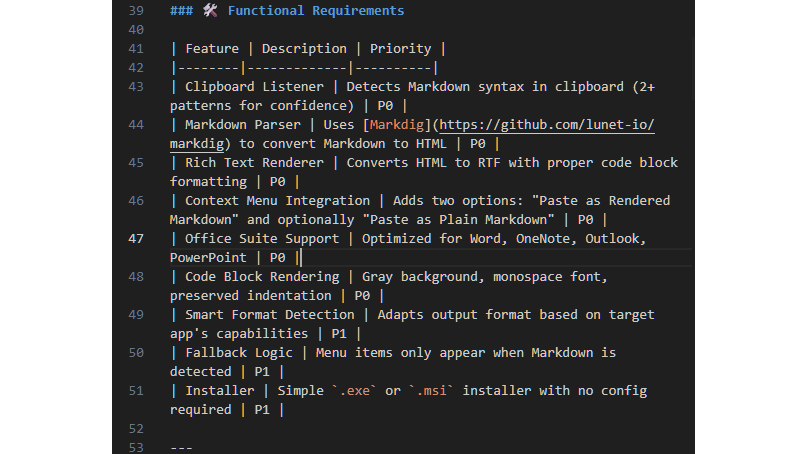 39 ### 🛠 Functional Requirements
40
41 | Feature | Description | Priority |
42 |--------|-------------|----------|
43 | Clipboard Listener | Detects Markdown syntax in clipboard (2+
patterns for confidence) | P0 |
44 | Markdown Parser | Uses [Markdig](https://github.com/lunet-io/
markdig) to convert Markdown to HTML | P0 |
45 | Rich Text Renderer | Converts HTML to RTF with proper code block
formatting | P0 |
46 | Context Menu Integration | Adds two options: "Paste as Rendered
Markdown" and optionally "Paste as Plain Markdown" | P0 |
47 | Office Suite Support | Optimized for Word, OneNote, Outlook,
PowerPoint | P0 |
48 | Code Block Rendering | Gray background, monospace font,
preserved indentation | P0 |
49 | Smart Format Detection | Adapts output format based on target
app's capabilities | P1 |
50 | Fallback Logic | Menu items only appear when Markdown is
detected | P1 |
51 | Installer | Simple `.exe` or `.msi` installer with no config
required | P1 |
52
53 ---